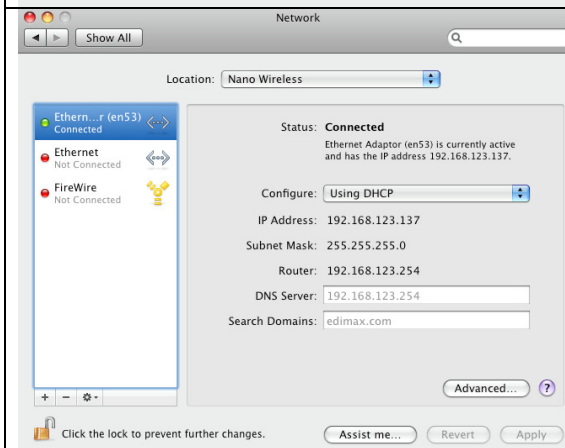 Network
Show All
Location: Nano Wireless
Ethern...r (en53)
Connected
Ethernet
Not Connected
FireWire
Not Connected
Status: Connected
Ethernet Adaptor (en53) is currently active
and has the IP address 192.168.123.137.
Configure: Using DHCP
IP Address: 192.168.123.137
Subnet Mask: 255.255.255.0
Router: 192.168.123.254
DNS Server: 192.168.123.254
Search Domains: edimax.com
Advanced... ?
Click the lock to prevent further changes.
Assist me... Revert Apply